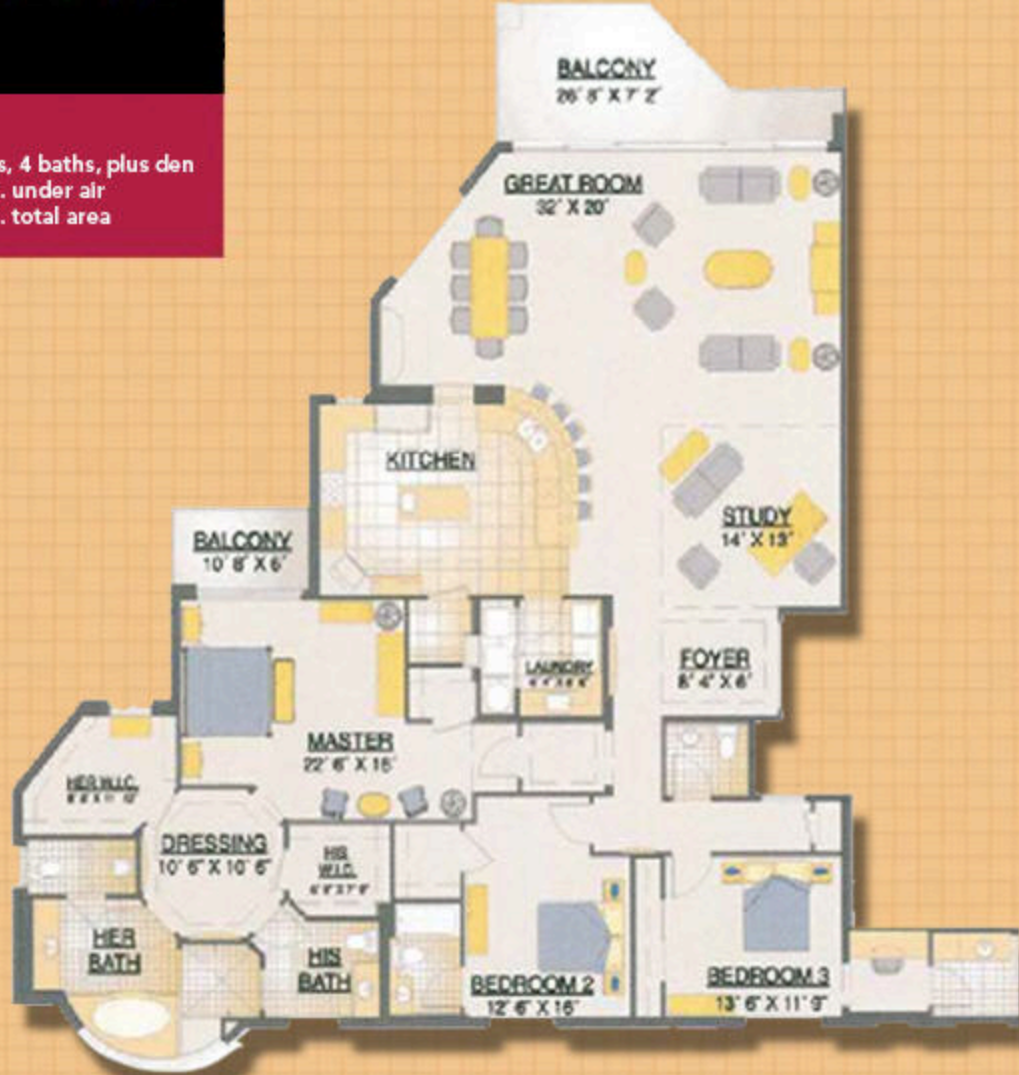 s, 4 baths, plus den
. under air
. total area
BALCONY
26' 8" X 7' 2"
GREAT ROOM
32' X 20'
KITCHEN
STUDY
14' X 13'
BALCONY
10' 8" X 6'
LAUNDRY
FOYER
8' 4" X 6'
MASTER
22' 6" X 16'
HER W.I.C.
DRESSING
10' 6" X 10' 6"
HIS
W.I.C.
HER
BATH
HIS
BATH
BEDROOM 2
12' 6" X 16'
BEDROOM 3
13' 6" X 11' 9"